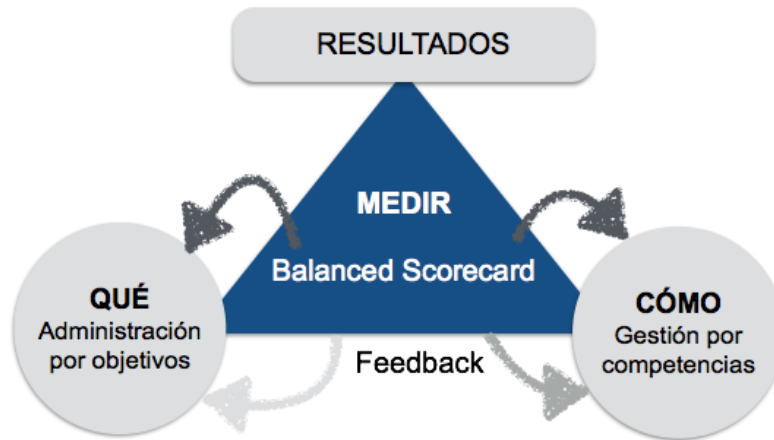 RESULTADOS
MEDIR
Balanced Scorecard
QUÉ
Administración
por objetivos
CÓMO
Gestión por
competencias
Feedback